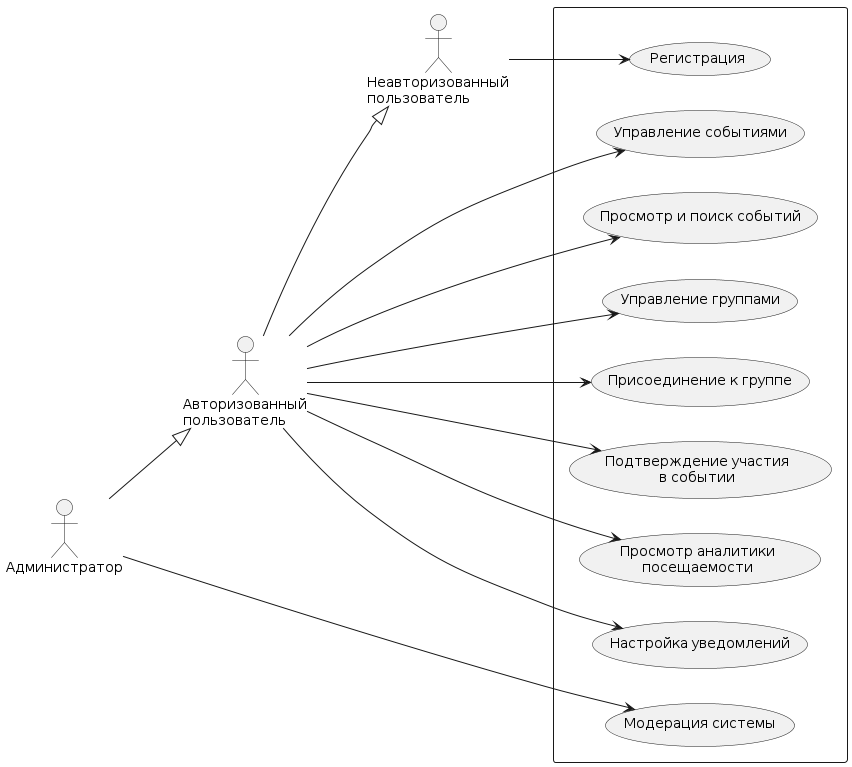 Неавторизованный
пользователь
Регистрация
Управление событиями
Просмотр и поиск событий
Управление группами
Авторизованный
пользователь
Присоединение к группе
Подтверждение участия
в событии
Просмотр аналитики
посещаемости
Администратор
Настройка уведомлений
Модерация системы